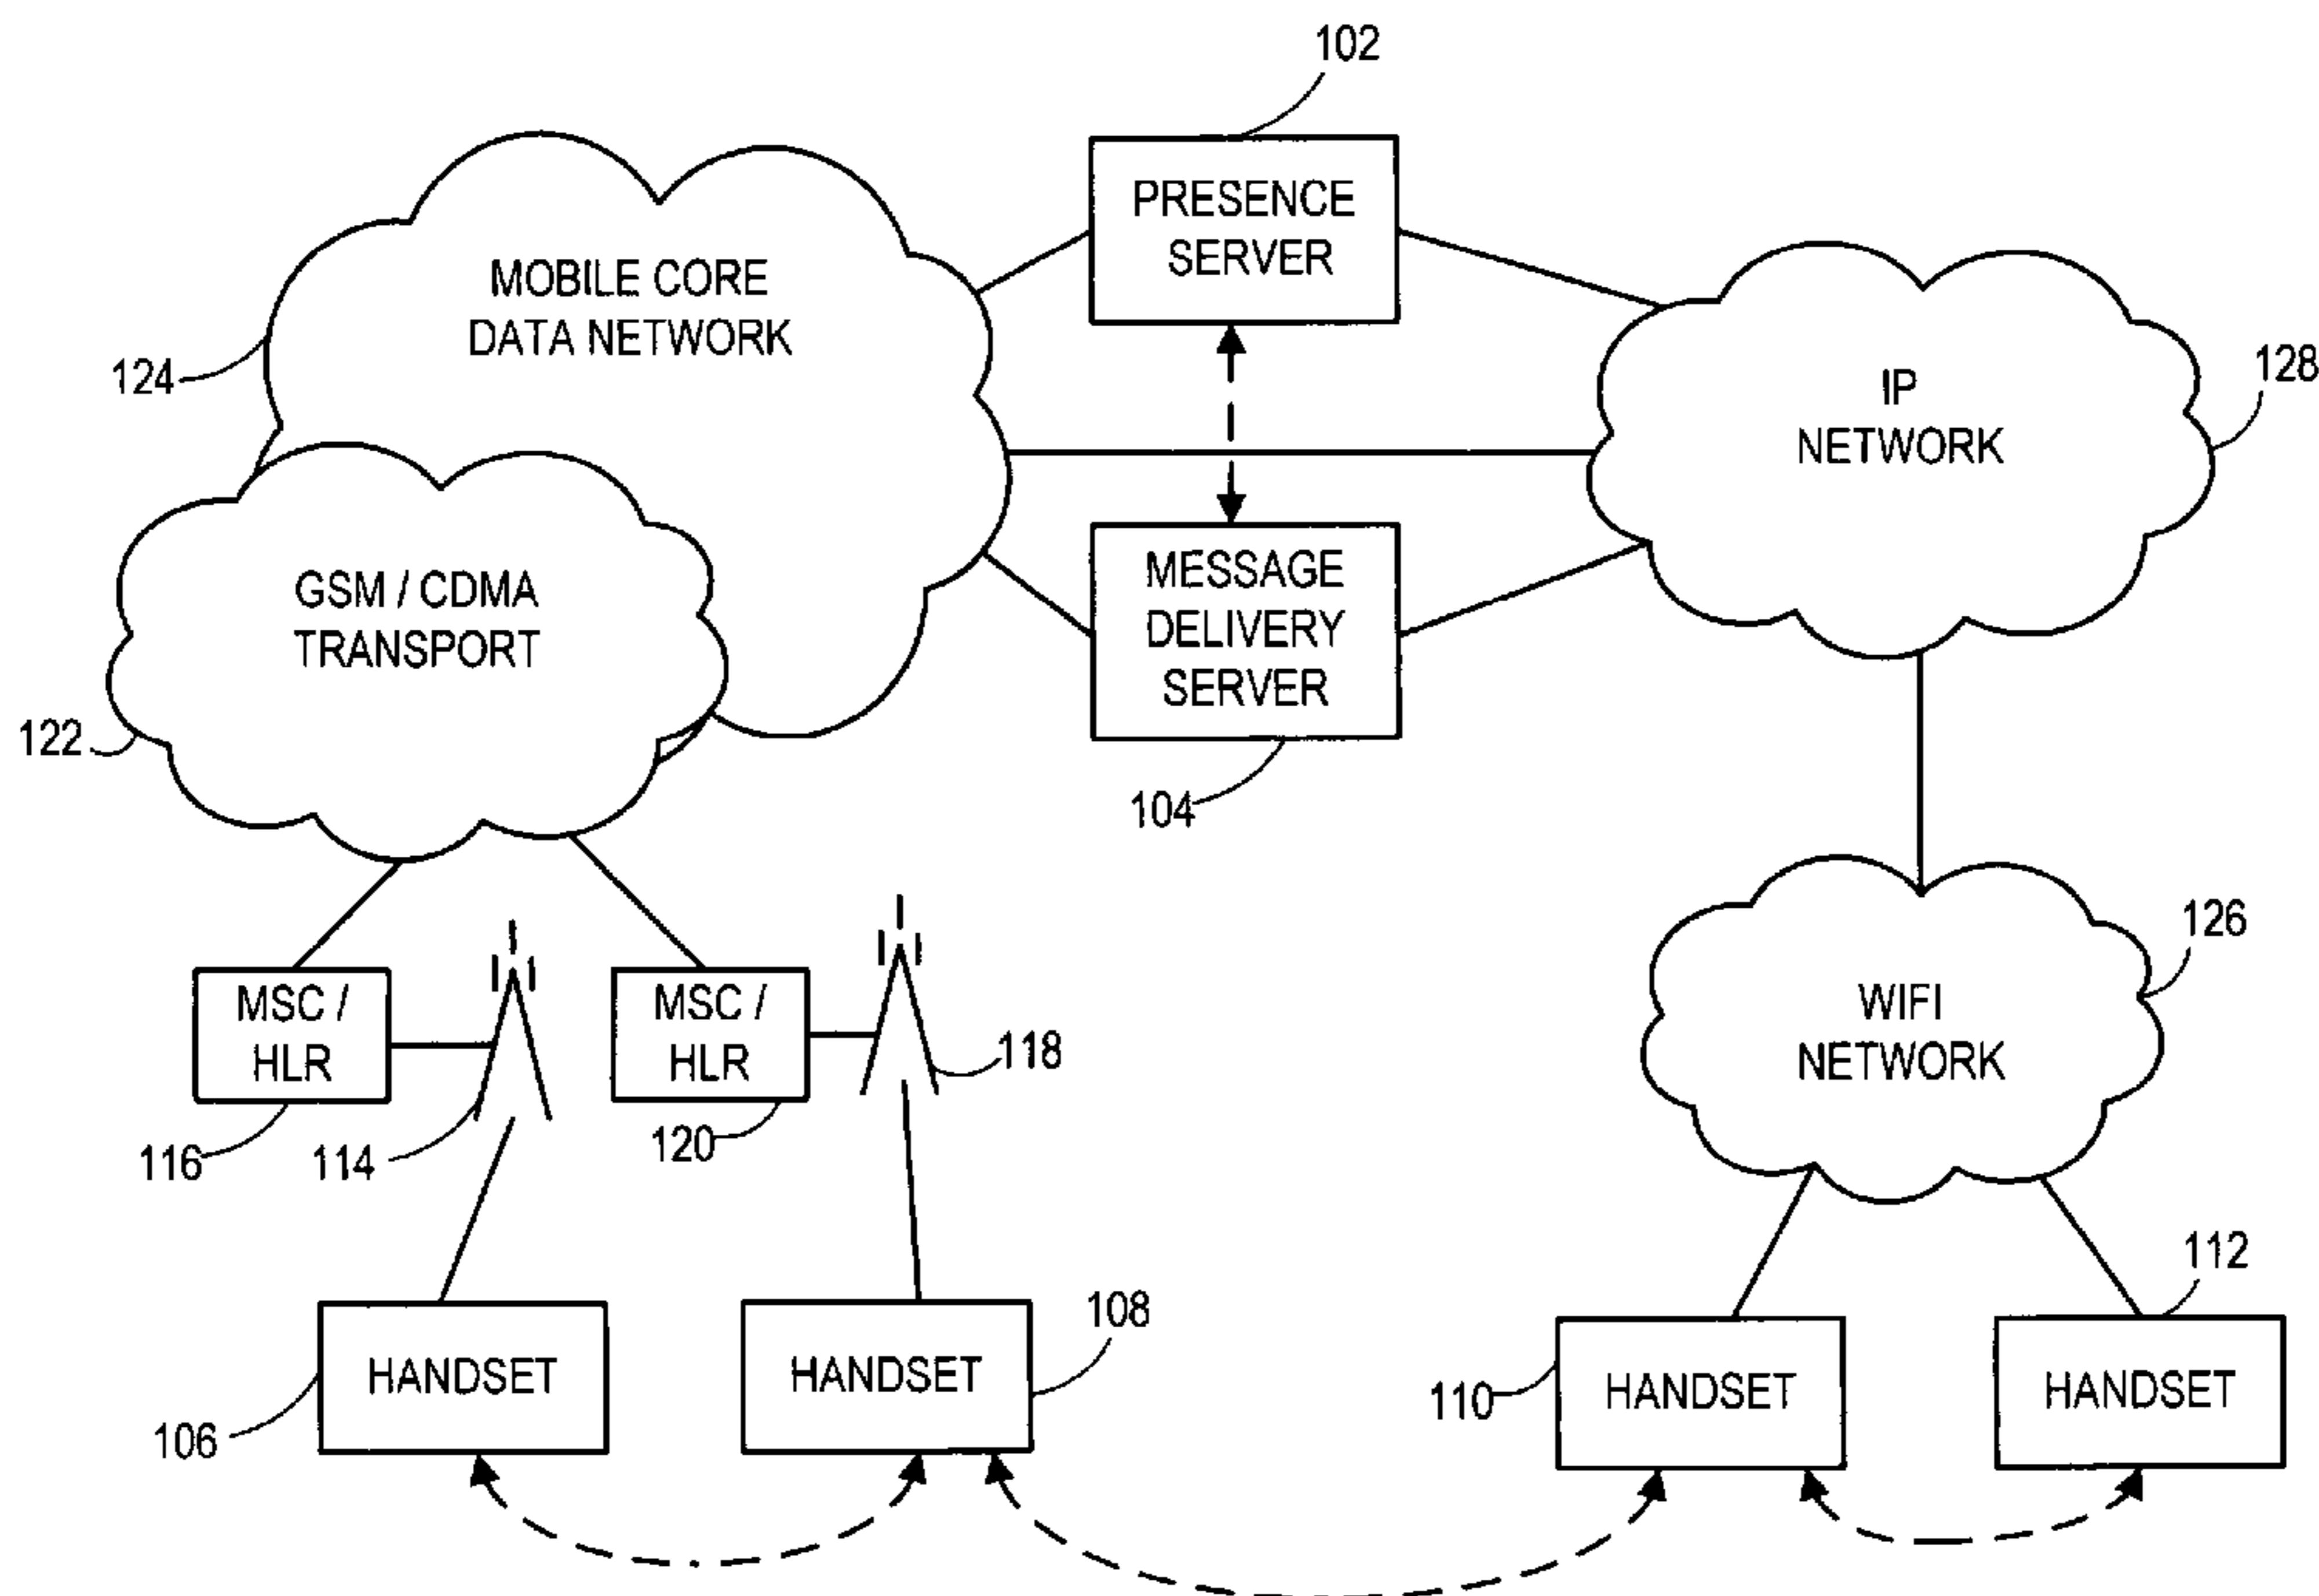 102
PRESENCE
SERVER
MOBILE CORE
DATA NETWORK
124
IP
NETWORK
128
MESSAGE
DELIVERY
SERVER
104
GSM / CDMA
TRANSPORT
122
126
WIFI
NETWORK
MSC /
HLR
116
114
MSC /
HLR
120
118
HANDSET
106
HANDSET
108
110
HANDSET
112
HANDSET